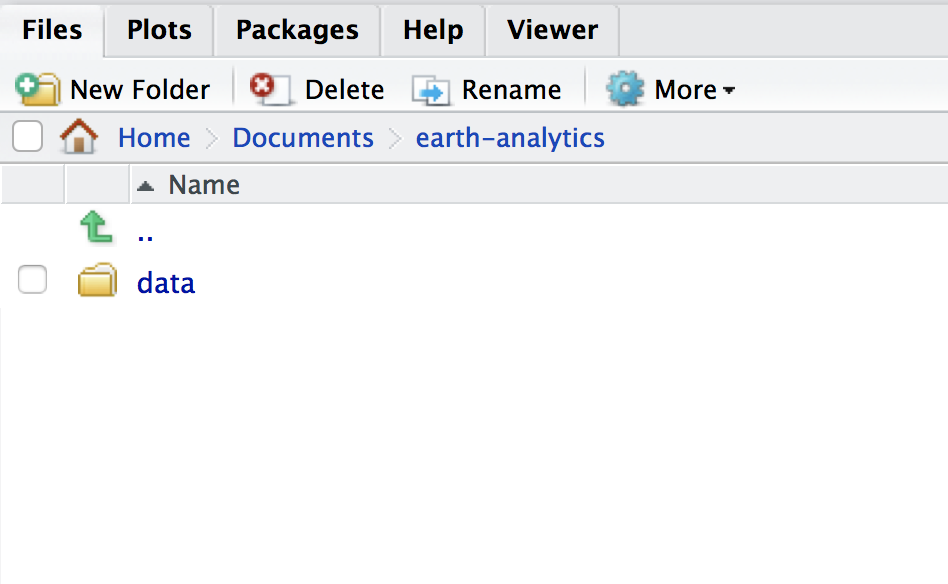 Files Plots Packages Help Viewer
New Folder Delete Rename More
Home Documents earth-analytics
Name
..
data